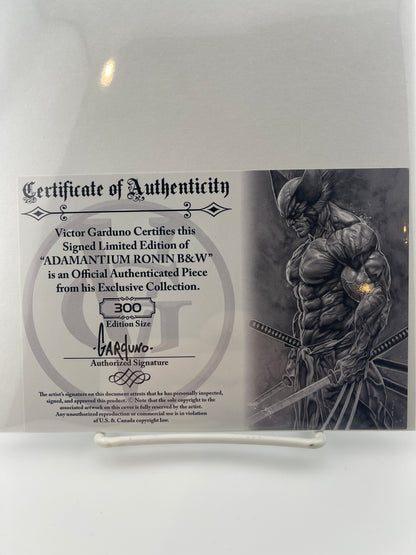 Certificate of Authenticity
Victor Garduno Certifies this
Signed Limited Edition of
"ADAMANTIUM RONIN B&W"
is an Official Authenticated Piece
from his Exclusive Collection.
300
Edition Size
·GARDUNO·
Authorized Signature
The artist's signature on this document attests that he has personally inspected,
signed, and approved this product. © Note that the sole copyright to the
associated artwork on this cover is fully reserved by the artist.
Any unauthorized reproduction or commercial use is in violation
of U.S. & Canada copyright law.